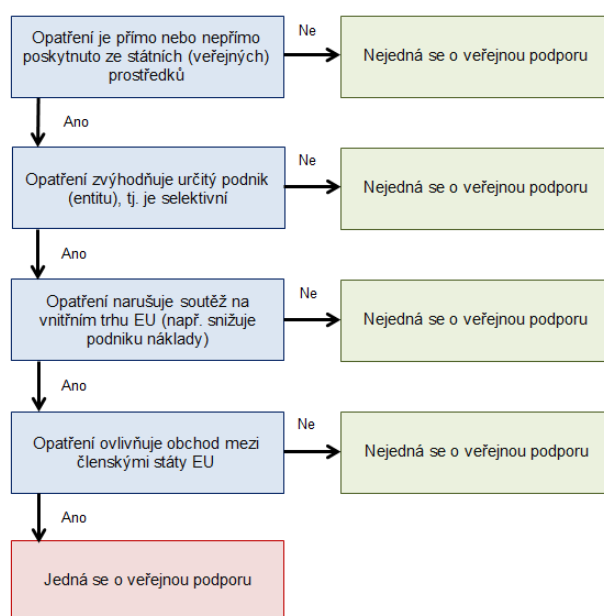 Opatření je přímo nebo nepřímo
poskytnuto ze státních (veřejných)
prostředků
Ne
Nejedná se o veřejnou podporu
Ano
Opatření zvýhodňuje určitý podnik
(entitu), tj. je selektivní
Ne
Nejedná se o veřejnou podporu
Ano
Opatření narušuje soutěž na
vnitřním trhu EU (např. snižuje
podniku náklady)
Ne
Nejedná se o veřejnou podporu
Ano
Opatření ovlivňuje obchod mezi
členskými státy EU
Ne
Nejedná se o veřejnou podporu
Ano
Jedná se o veřejnou podporu